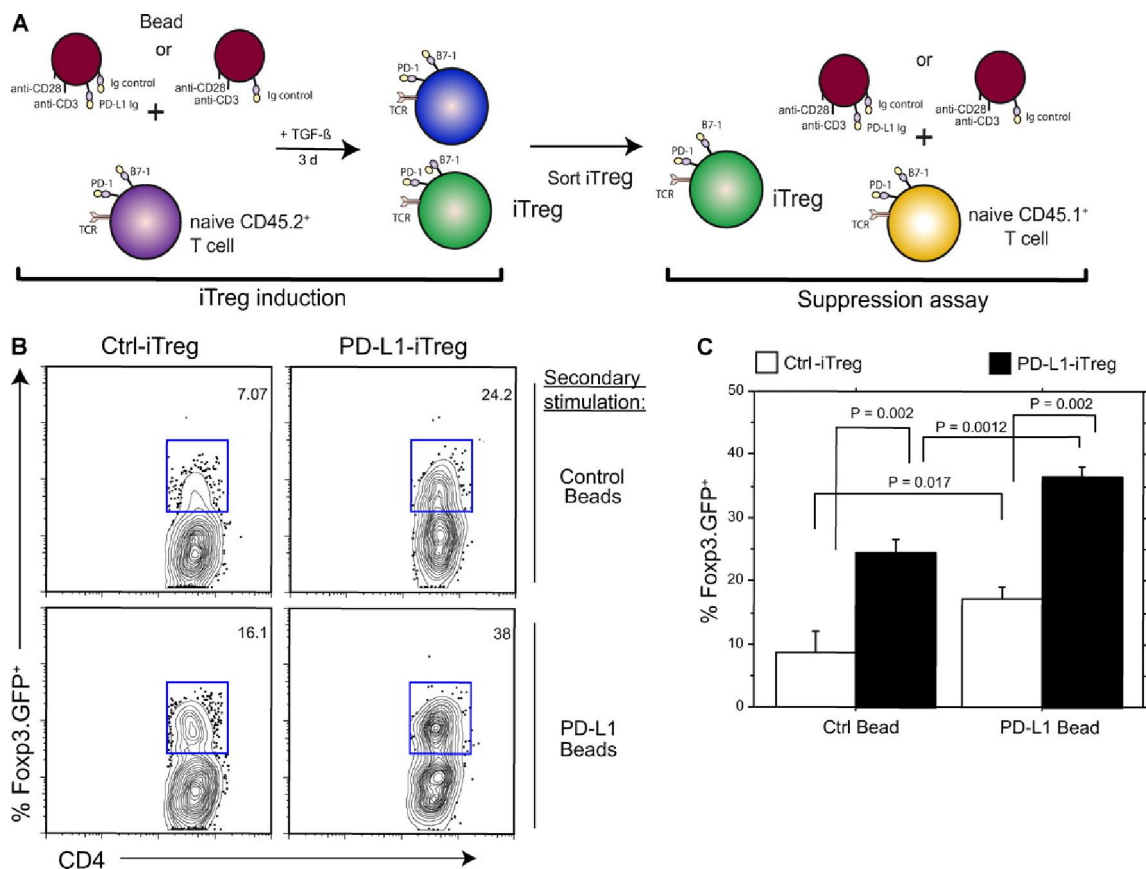 A
Bead
or
anti-CD28
anti-CD3
Ig control
PD-L1 Ig
anti-CD28
anti-CD3
Ig control
+
PD-1
B7-1
TCR
naive CD45.2+
T cell
+ TGF-ß
3 d
PD-1
B7-1
TCR
PD-1
B7-1
TCR
iTreg
Sort iTreg
PD-1
B7-1
TCR
iTreg
or
anti-CD28
anti-CD3
Ig control
PD-L1 Ig
anti-CD28
anti-CD3
Ig control
+
PD-1
B7-1
TCR
naive CD45.1+
T cell
iTreg induction
Suppression assay
B
Ctrl-iTreg
PD-L1-iTreg
7.07
24.2
Secondary
stimulation:
Control
Beads
16.1
38
PD-L1
Beads
% Foxp3.GFP+
CD4
C
Ctrl-iTreg
PD-L1-iTreg
50
40
30
20
10
0
% Foxp3.GFP+
P = 0.002
P = 0.002
P = 0.0012
P = 0.017
Ctrl Bead
PD-L1 Bead